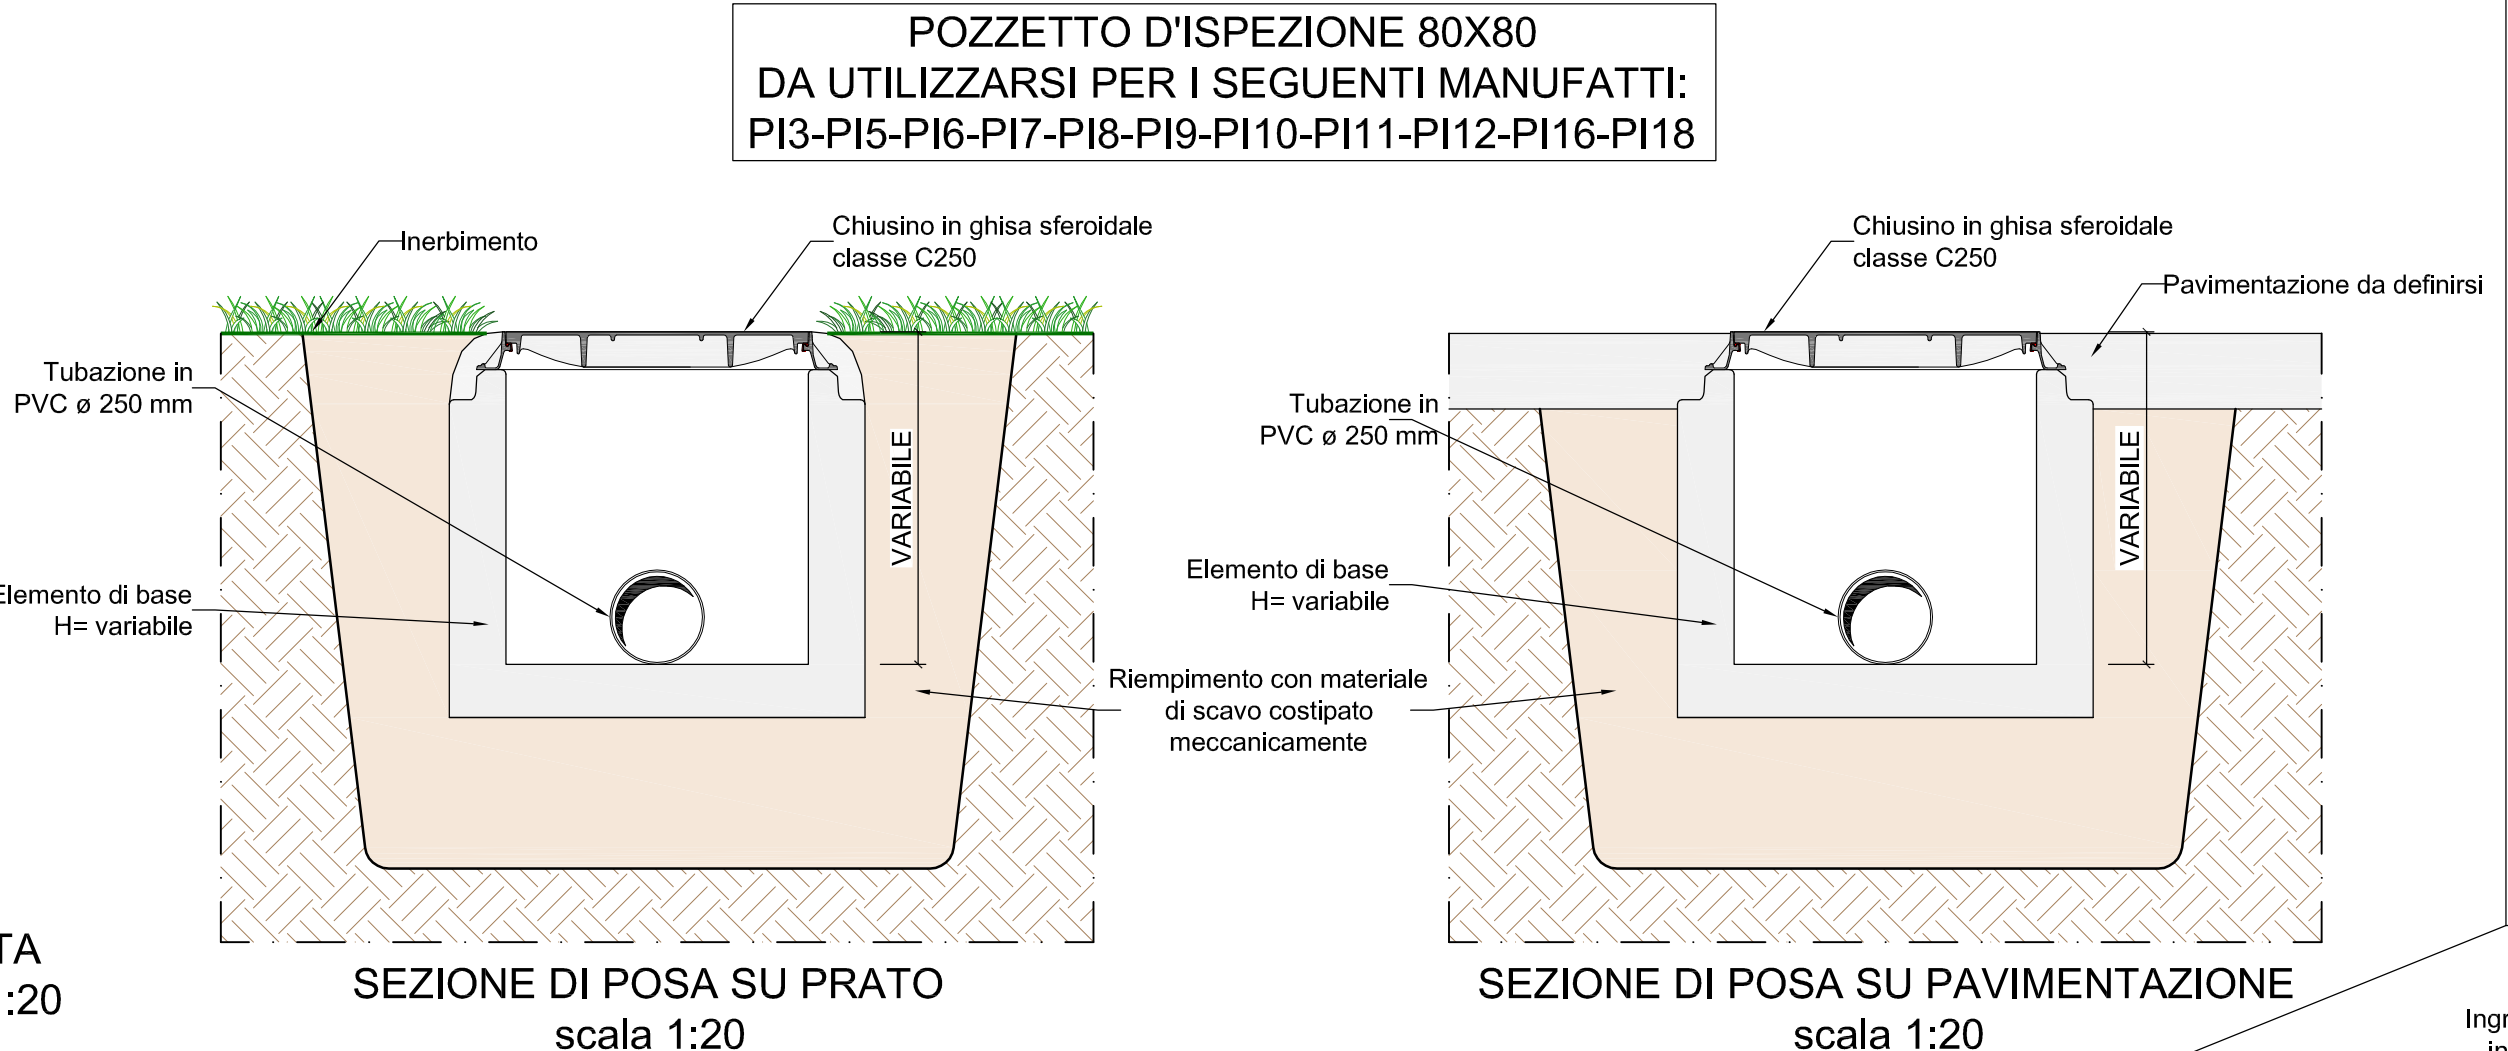 POZZETTO D'ISPEZIONE 80X80
DA UTILIZZARSI PER I SEGUENTI MANUFATTI:
PI3-PI5-PI6-PI7-PI8-PI9-PI10-PI11-PI12-PI16-PI18
Inerbimento
Chiusino in ghisa sferoidale
classe C250
Tubazione in
PVC ø 250 mm
VARIABILE
Elemento di base
H= variabile
Riempimento con materiale
di scavo costipato
meccanicamente
Chiusino in ghisa sferoidale
classe C250
Pavimentazione da definirsi
Tubazione in
PVC ø 250 mm
VARIABILE
Elemento di base
H= variabile
TA
:20
SEZIONE DI POSA SU PRATO
scala 1:20
SEZIONE DI POSA SU PAVIMENTAZIONE
scala 1:20
Ingr
in